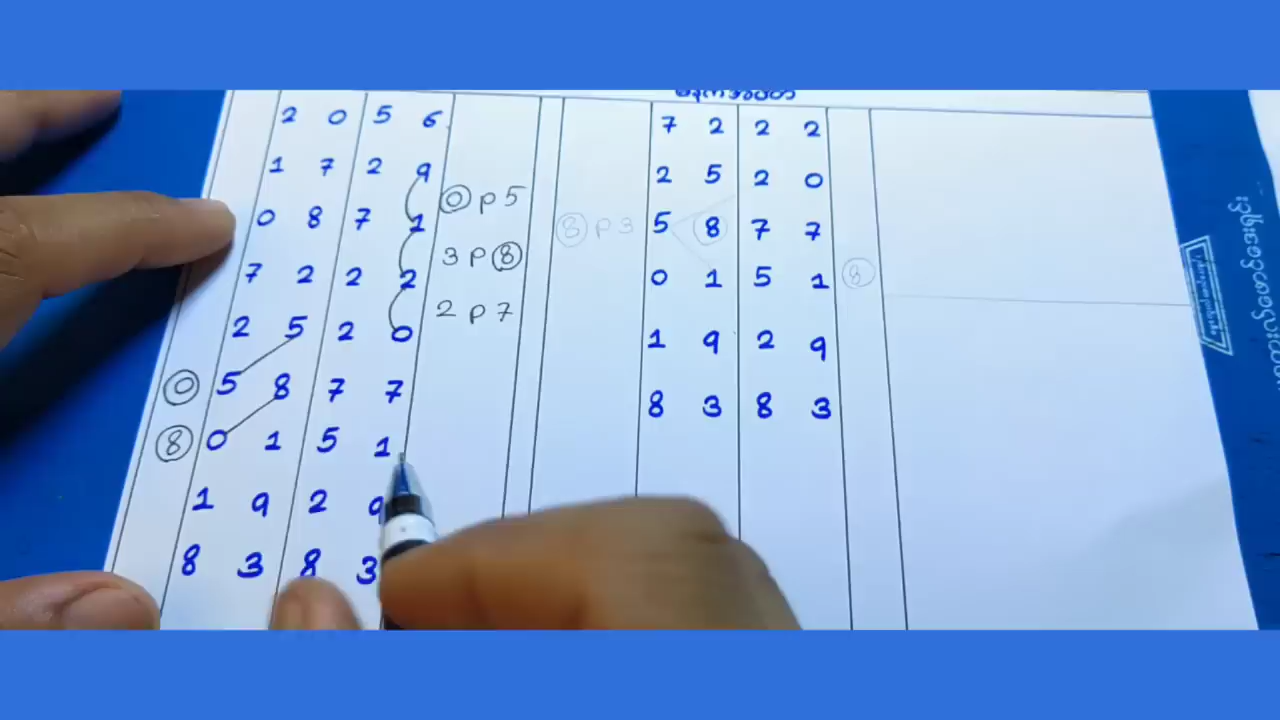 2 0 5 6
1 7 2 9
0 p 5
0 8 7 1
3 p 8
7 2 2 2
2 p 7
2 5 2 0
0 5 8 7 7
8 0 1 5 1
1 9 2 9
8 3 8 3
7 2 2 2
2 5 2 0
8 p 3 5 8 7 7
0 1 5 1 8
1 9 2 9
8 3 8 3